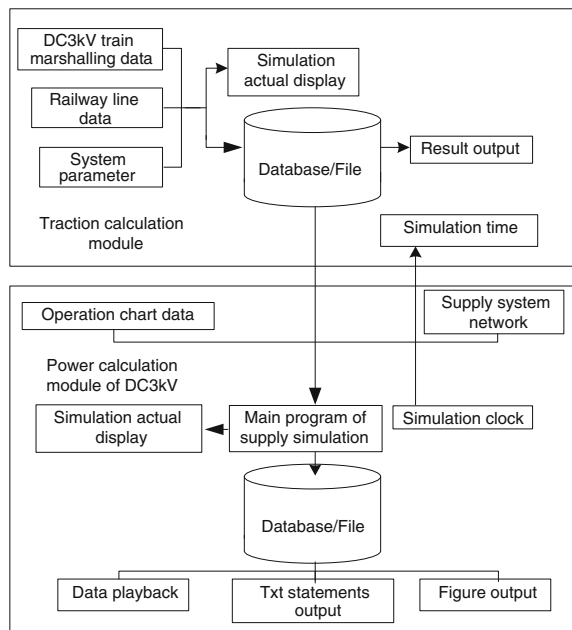 DC3kV train
marshalling data
Simulation
actual display
Railway line
data
Database/File
Result output
System
parameter
Traction calculation
module
Simulation time
Operation chart data
Supply system
network
Power calculation
module of DC3kV
Simulation actual
display
Main program of
supply simulation
Simulation clock
Database/File
Data playback
Txt statements
output
Figure output